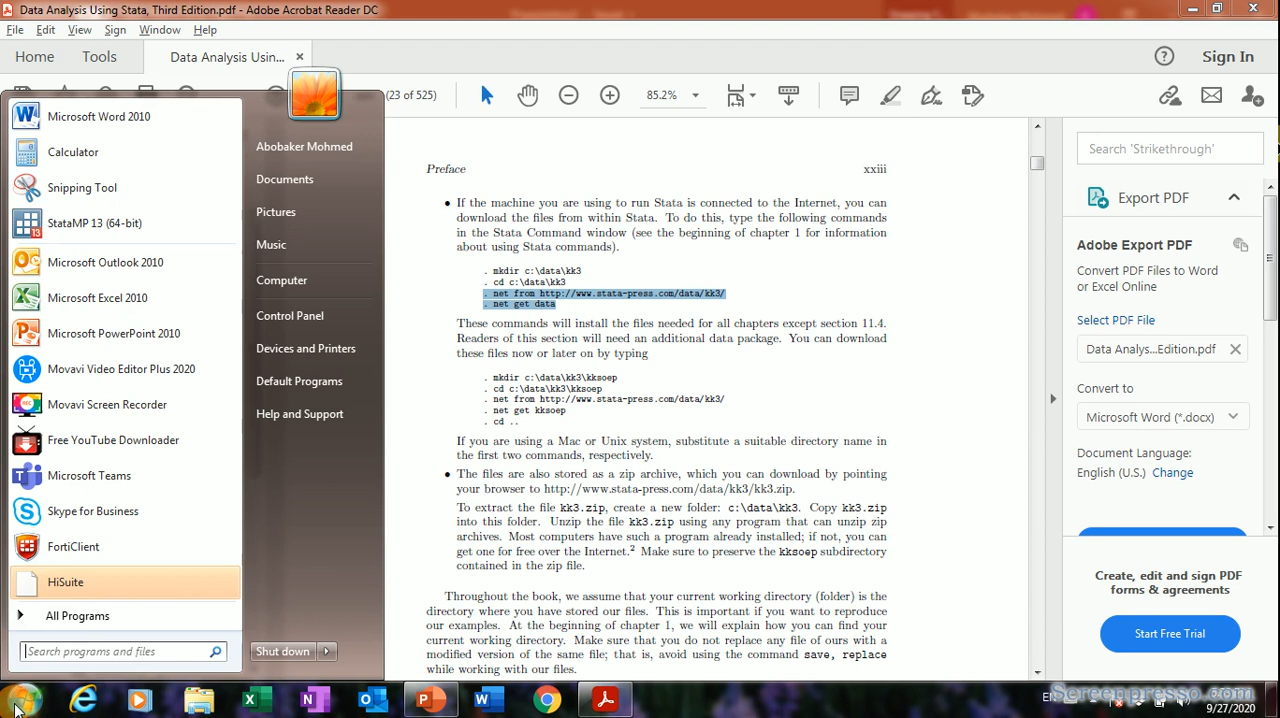 Data Analysis Using Stata, Third Edition.pdf - Adobe Acrobat Reader DC
File Edit View Sign Window Help
Home Tools Data Analysis Usin... ×
Sign In
(23 of 525)
85.2%
Microsoft Word 2010
Calculator
Snipping Tool
StataMP 13 (64-bit)
Microsoft Outlook 2010
Microsoft Excel 2010
Microsoft PowerPoint 2010
Movavi Video Editor Plus 2020
Movavi Screen Recorder
Free YouTube Downloader
Microsoft Teams
Skype for Business
FortiClient
HiSuite
All Programs
Search programs and files
Abobaker Mohmed
Documents
Pictures
Music
Computer
Control Panel
Devices and Printers
Default Programs
Help and Support
Shut down
Preface xxiii
• If the machine you are using to run Stata is connected to the Internet, you can
download the files from within Stata. To do this, type the following commands
in the Stata Command window (see the beginning of chapter 1 for information
about using Stata commands).
. mkdir c:\data\kk3
. cd c:\data\kk3
. net from http://www.stata-press.com/data/kk3/
. net get data
These commands will install the files needed for all chapters except section 11.4.
Readers of this section will need an additional data package. You can download
these files now or later on by typing
. mkdir c:\data\kk3\kksoep
. cd c:\data\kk3\kksoep
. net from http://www.stata-press.com/data/kk3/
. net get kksoep
. cd ..
If you are using a Mac or Unix system, substitute a suitable directory name in
the first two commands, respectively.
• The files are also stored as a zip archive, which you can download by pointing
your browser to http://www.stata-press.com/data/kk3/kk3.zip.
To extract the file kk3.zip, create a new folder: c:\data\kk3. Copy kk3.zip
into this folder. Unzip the file kk3.zip using any program that can unzip zip
archives. Most computers have such a program already installed; if not, you can
get one for free over the Internet.2 Make sure to preserve the kksoep subdirectory
contained in the zip file.
Throughout the book, we assume that your current working directory (folder) is the
directory where you have stored our files. This is important if you want to reproduce
our examples. At the beginning of chapter 1, we will explain how you can find your
current working directory. Make sure that you do not replace any file of ours with a
modified version of the same file; that is, avoid using the command save, replace
while working with our files.
Search 'Strikethrough'
Export PDF
Adobe Export PDF
Convert PDF Files to Word
or Excel Online
Select PDF File
Data Analys...Edition.pdf
Convert to
Microsoft Word (*.docx)
Document Language:
English (U.S.) Change
Create, edit and sign PDF
forms & agreements
Start Free Trial
EN
Screenpresso.com
9/27/2020